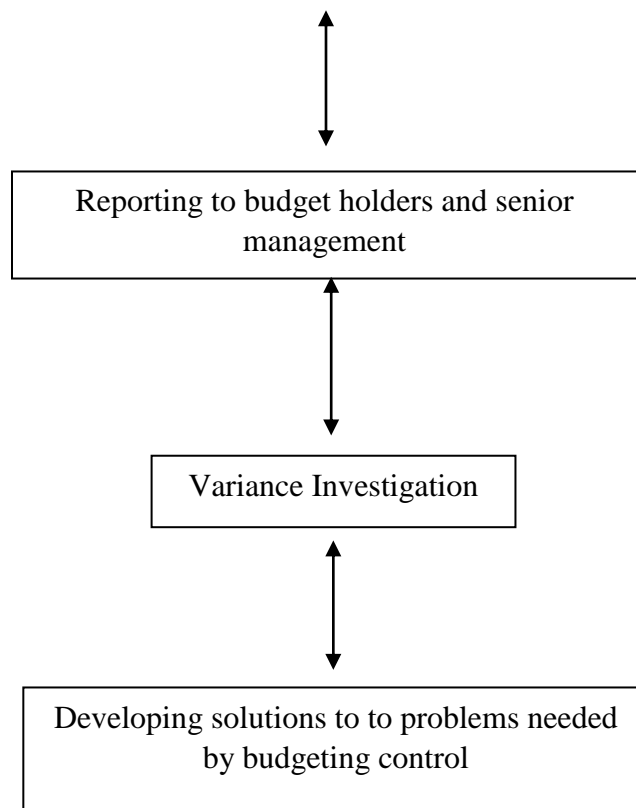 Reporting to budget holders and senior
management
Variance Investigation
Developing solutions to to problems needed
by budgeting control